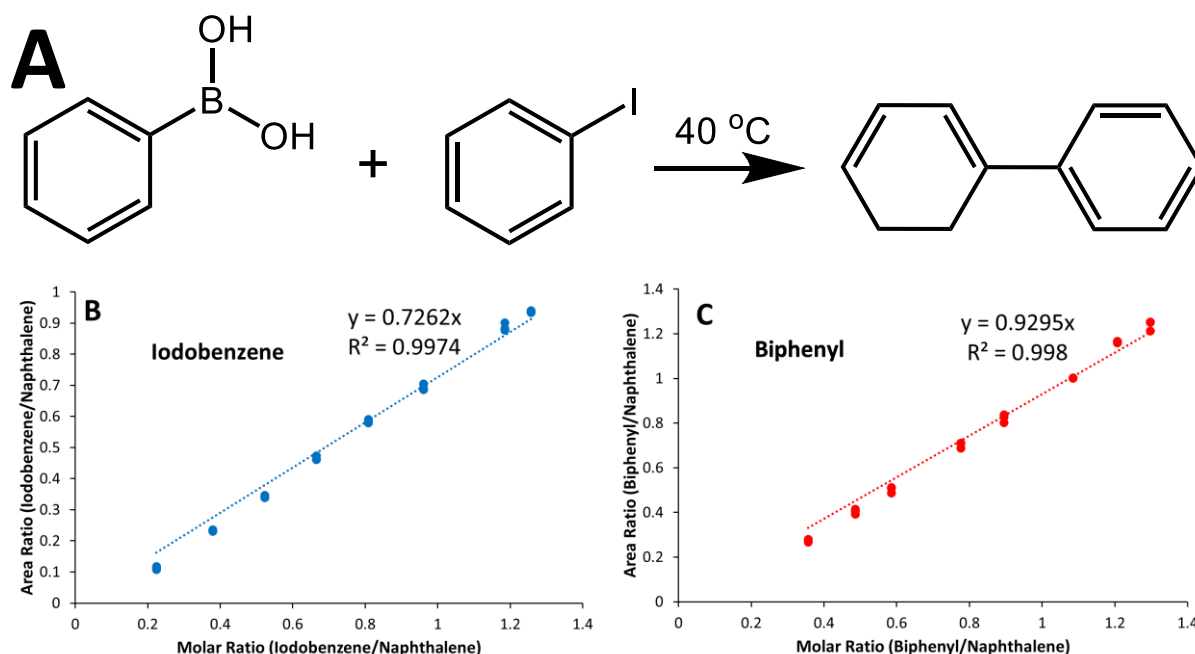 A
OH
B
OH
+
I
40 °C
B
Iodobenzene
y = 0.7262x
R² = 0.9974
Area Ratio (Iodobenzene/Naphthalene)
1
0.9
0.8
0.7
0.6
0.5
0.4
0.3
0.2
0.1
0
0 0.2 0.4 0.6 0.8 1 1.2 1.4
Molar Ratio (Iodobenzene/Naphthalene)
C
Biphenyl
y = 0.9295x
R² = 0.998
Area Ratio (Biphenyl/Naphthalene)
1.4
1.2
1
0.8
0.6
0.4
0.2
0
0 0.2 0.4 0.6 0.8 1 1.2 1.4
Molar Ratio (Biphenyl/Naphthalene)